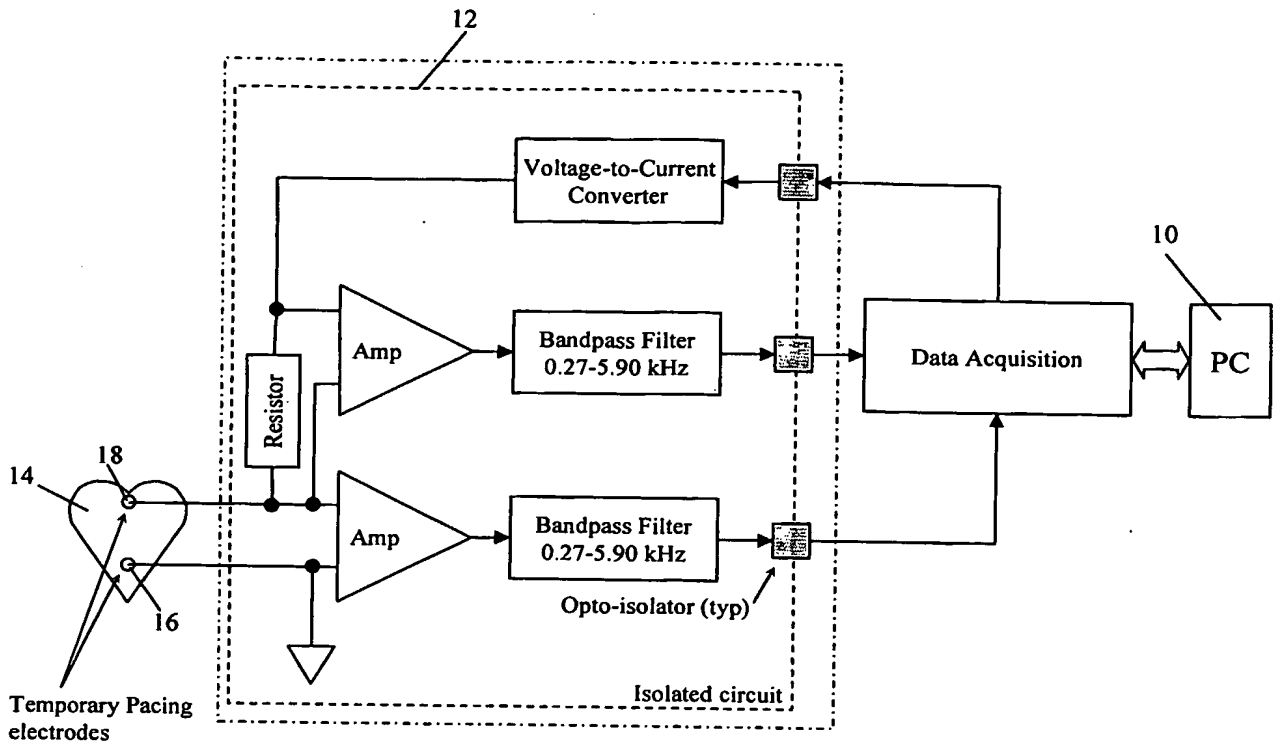 12
Voltage-to-Current
Converter
10
Amp
Bandpass Filter
0.27-5.90 kHz
Data Acquisition
PC
Resistor
14
18
Amp
Bandpass Filter
0.27-5.90 kHz
16
Opto-isolator (typ)
Isolated circuit
Temporary Pacing
electrodes